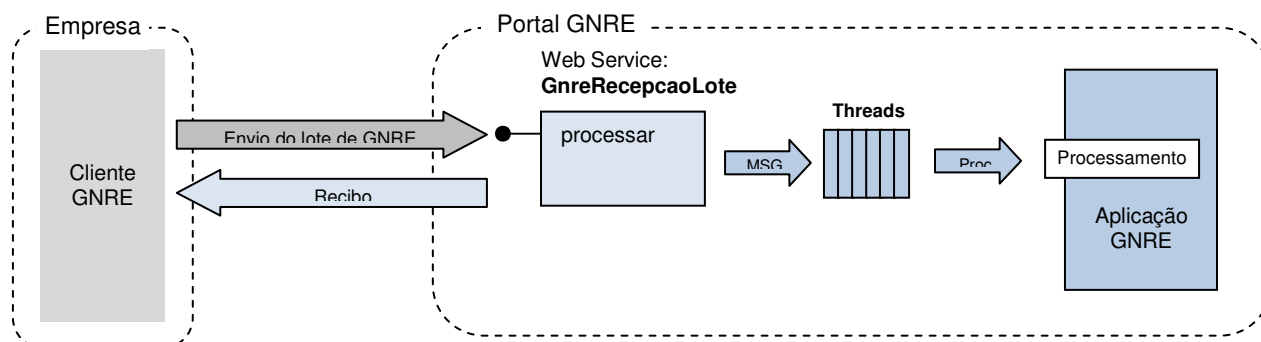 Empresa
Portal GNRE
Web Service:
GnreRecepcaoLote
Threads
Envio do lote de GNRE
processar
Processamento
MSG
Proc
Cliente
GNRE
Recibo
Aplicação
GNRE